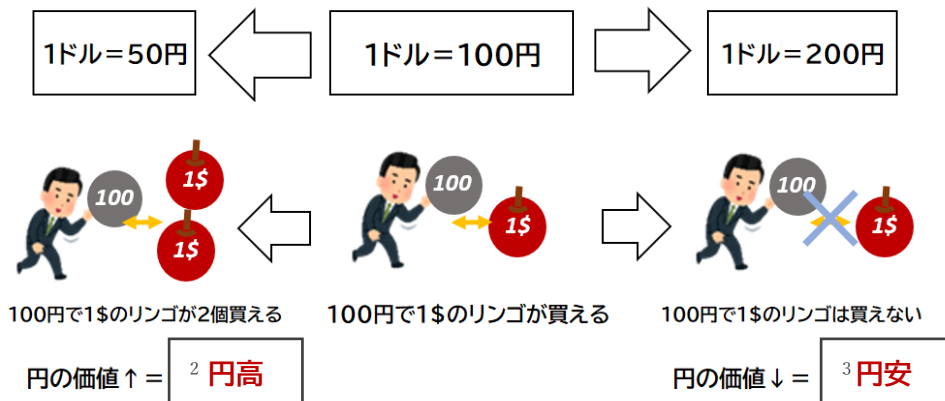 1ドル＝50円
1ドル＝100円
1ドル＝200円
100
1$
1$
100
1$
100
1$
100円で1$のリンゴが2個買える
100円で1$のリンゴが買える
100円で1$のリンゴは買えない
円の価値↑＝ 2 円高
円の価値↓＝ 3 円安